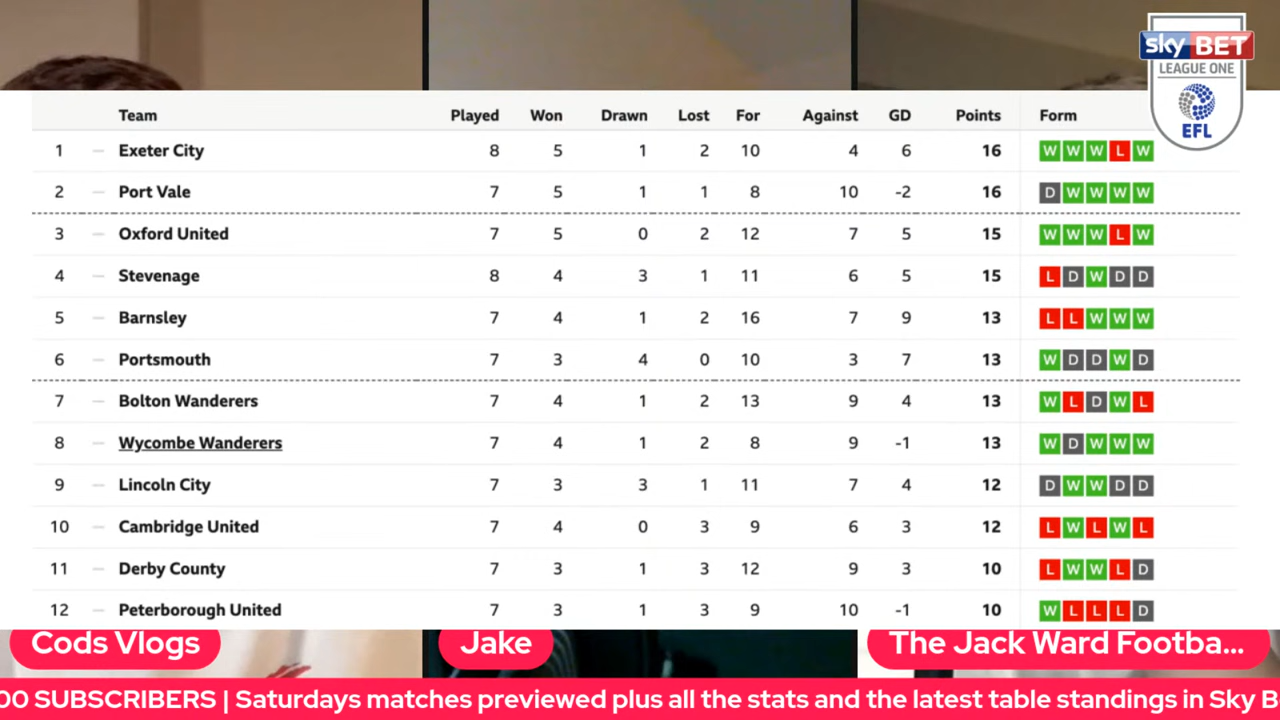 sky BET
LEAGUE ONE
EFL
Team Played Won Drawn Lost For Against GD Points Form
1 Exeter City 8 5 1 2 10 4 6 16 W W W L W
2 Port Vale 7 5 1 1 8 10 -2 16 D W W W W
3 Oxford United 7 5 0 2 12 7 5 15 W W W L W
4 Stevenage 8 4 3 1 11 6 5 15 L D W D D
5 Barnsley 7 4 1 2 16 7 9 13 L L W W W
6 Portsmouth 7 3 4 0 10 3 7 13 W D D W D
7 Bolton Wanderers 7 4 1 2 13 9 4 13 W L D W L
8 Wycombe Wanderers 7 4 1 2 8 9 -1 13 W D W W W
9 Lincoln City 7 3 3 1 11 7 4 12 D W W D D
10 Cambridge United 7 4 0 3 9 6 3 12 L W L W L
11 Derby County 7 3 1 3 12 9 3 10 L W W L D
12 Peterborough United 7 3 1 3 9 10 -1 10 W L L L D
Cods Vlogs
Jake
The Jack Ward Footba...
00 SUBSCRIBERS | Saturdays matches previewed plus all the stats and the latest table standings in Sky B